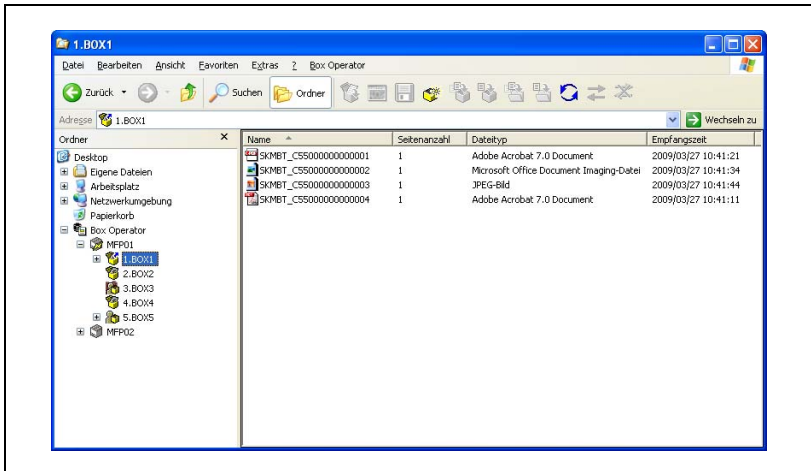 1.BOX1
Datei Bearbeiten Ansicht Favoriten Extras ? Box Operator
Zurück Suchen Ordner
Adresse 1.BOX1 Wechseln zu
Ordner x
Name Seitenanzahl Dateityp Empfangszeit
Desktop
Eigene Dateien
Arbeitsplatz
Netzwerkumgebung
Papierkorb
Box Operator
MFP01
1.BOX1
2.BOX2
3.BOX3
4.BOX4
5.BOX5
MFP02
SKMBT_C55000000000001 1 Adobe Acrobat 7.0 Document 2009/03/27 10:41:21
SKMBT_C55000000000002 1 Microsoft Office Document Imaging-Datei 2009/03/27 10:41:34
SKMBT_C55000000000003 1 JPEG-Bild 2009/03/27 10:41:44
SKMBT_C55000000000004 1 Adobe Acrobat 7.0 Document 2009/03/27 10:41:11